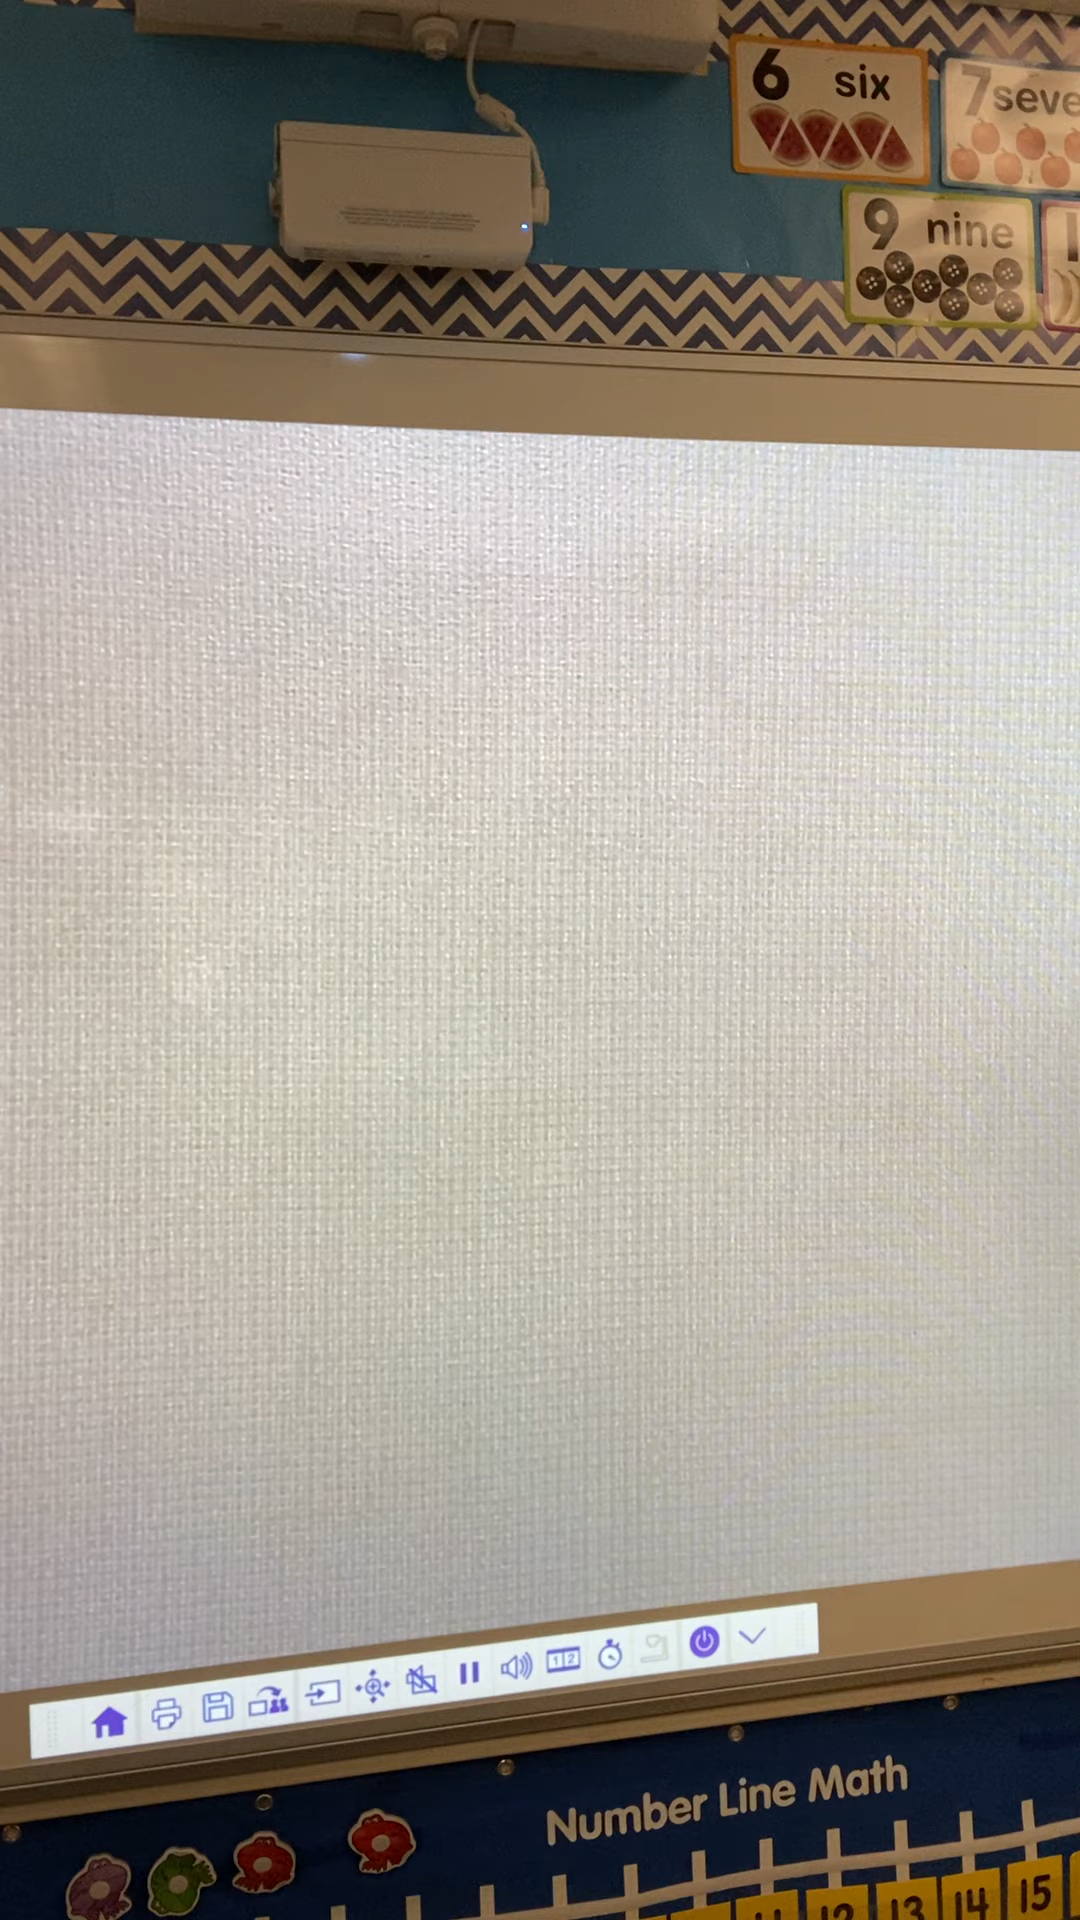 6 six
7 seve
9 nine
1 2
Number Line Math
12 13 14 15